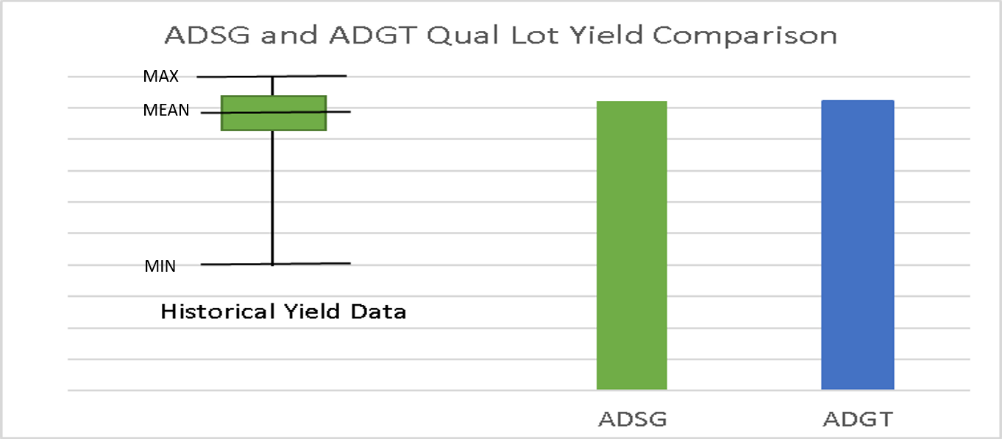 ADSG and ADGT Qual Lot Yield Comparison
MAX
MEAN
MIN
Historical Yield Data
ADSG
ADGT